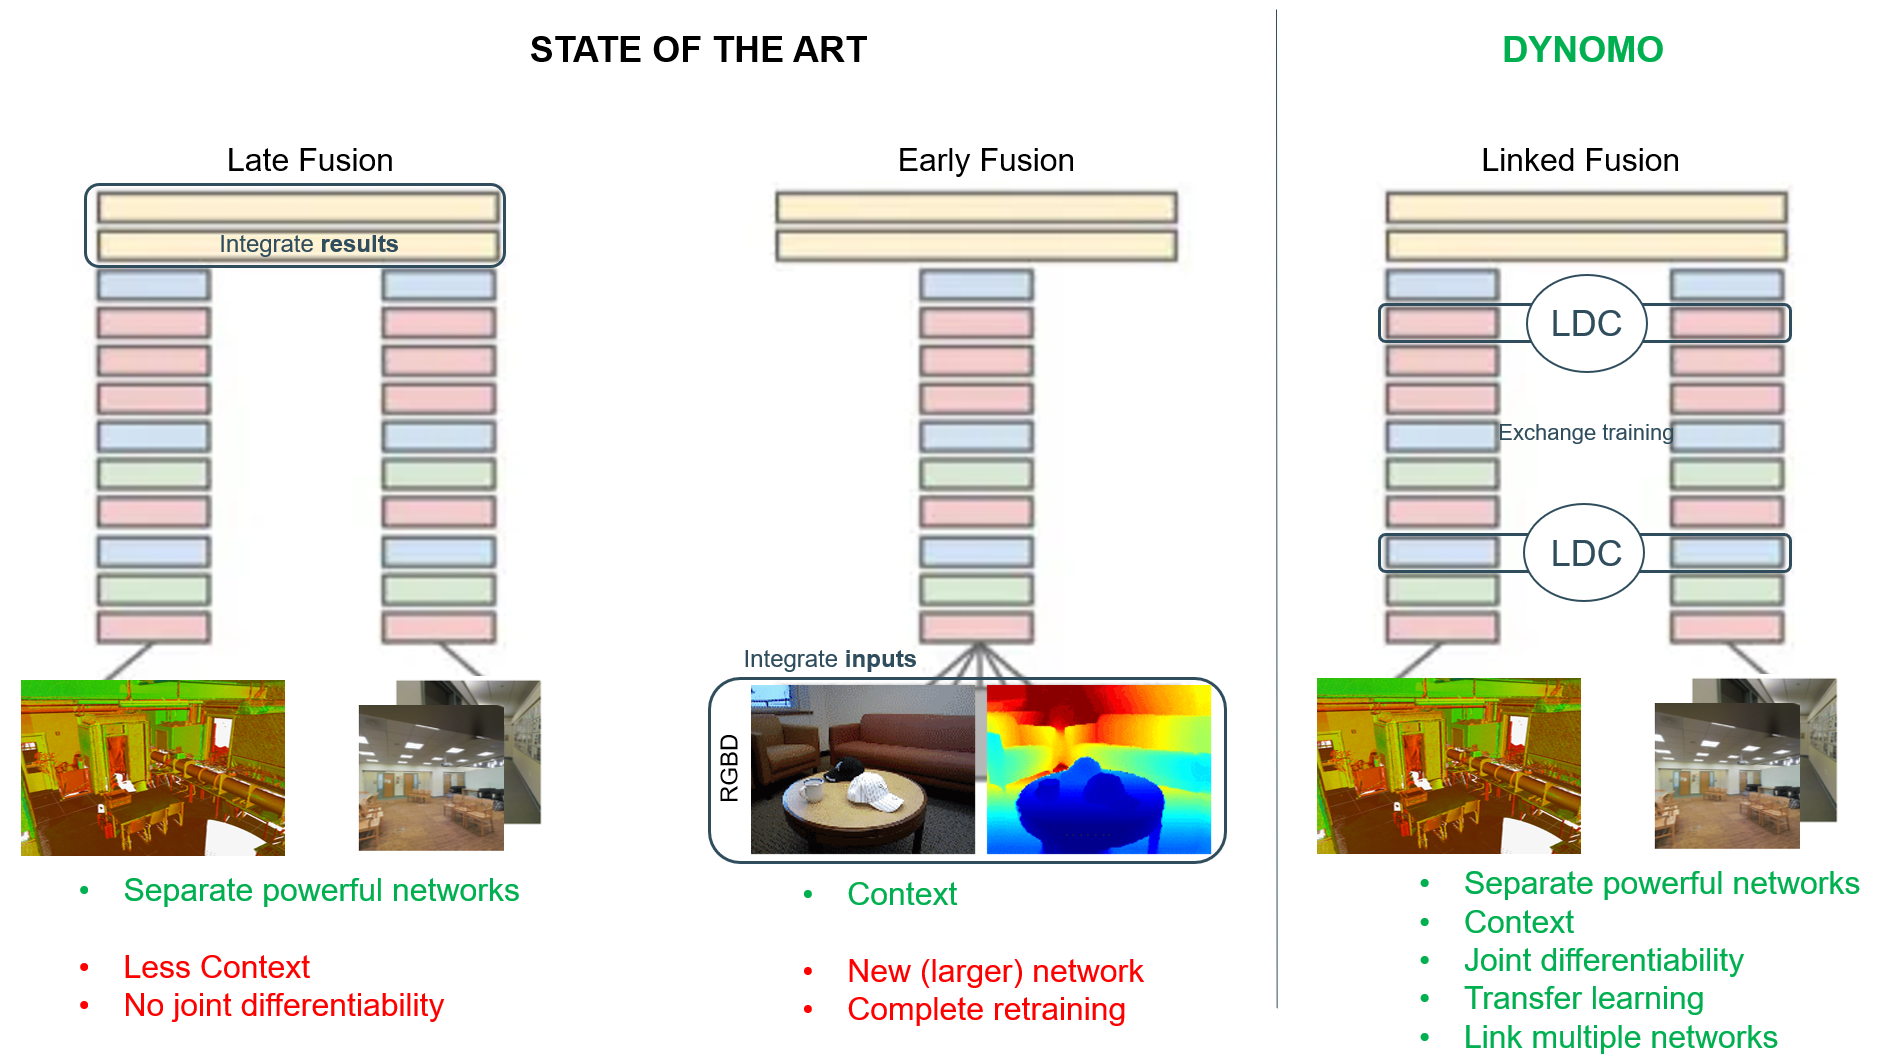 STATE OF THE ART
DYNOMO
Late Fusion
Integrate results
• Separate powerful networks
• Less Context
• No joint differentiability
Early Fusion
Integrate inputs
RGBD
• Context
• New (larger) network
• Complete retraining
Linked Fusion
LDC
Exchange training
LDC
• Separate powerful networks
• Context
• Joint differentiability
• Transfer learning
• Link multiple networks